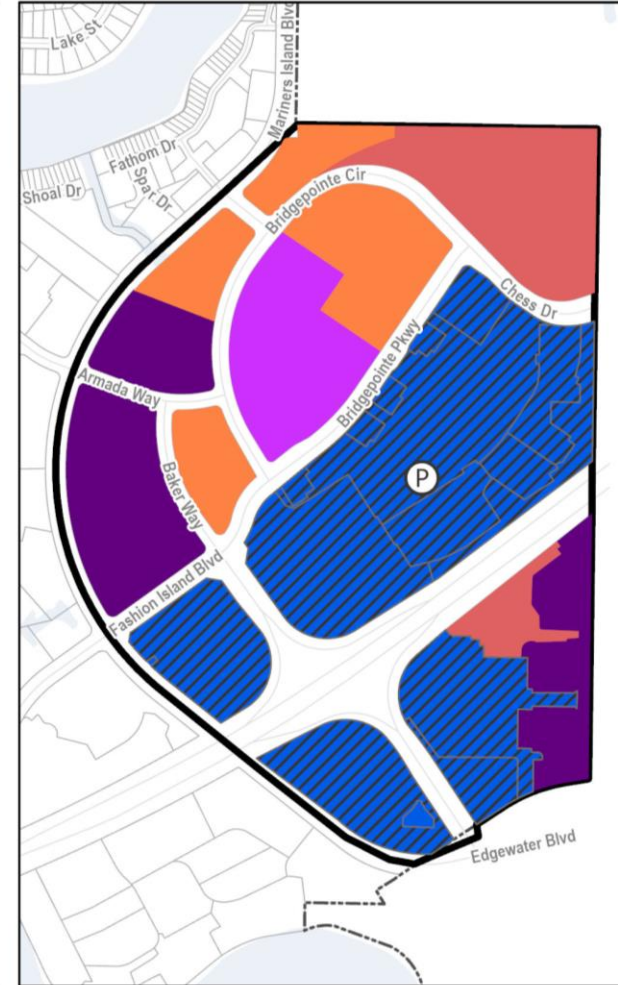 Lake St
Mariners Island Blvd
Fathom Dr
Spar Dr
Shoal Dr
Bridgepointe Cir
Chess Dr
Bridgepointe Pkwy
Armada Way
Baker Way
P
Fashion Island Blvd
Edgewater Blvd